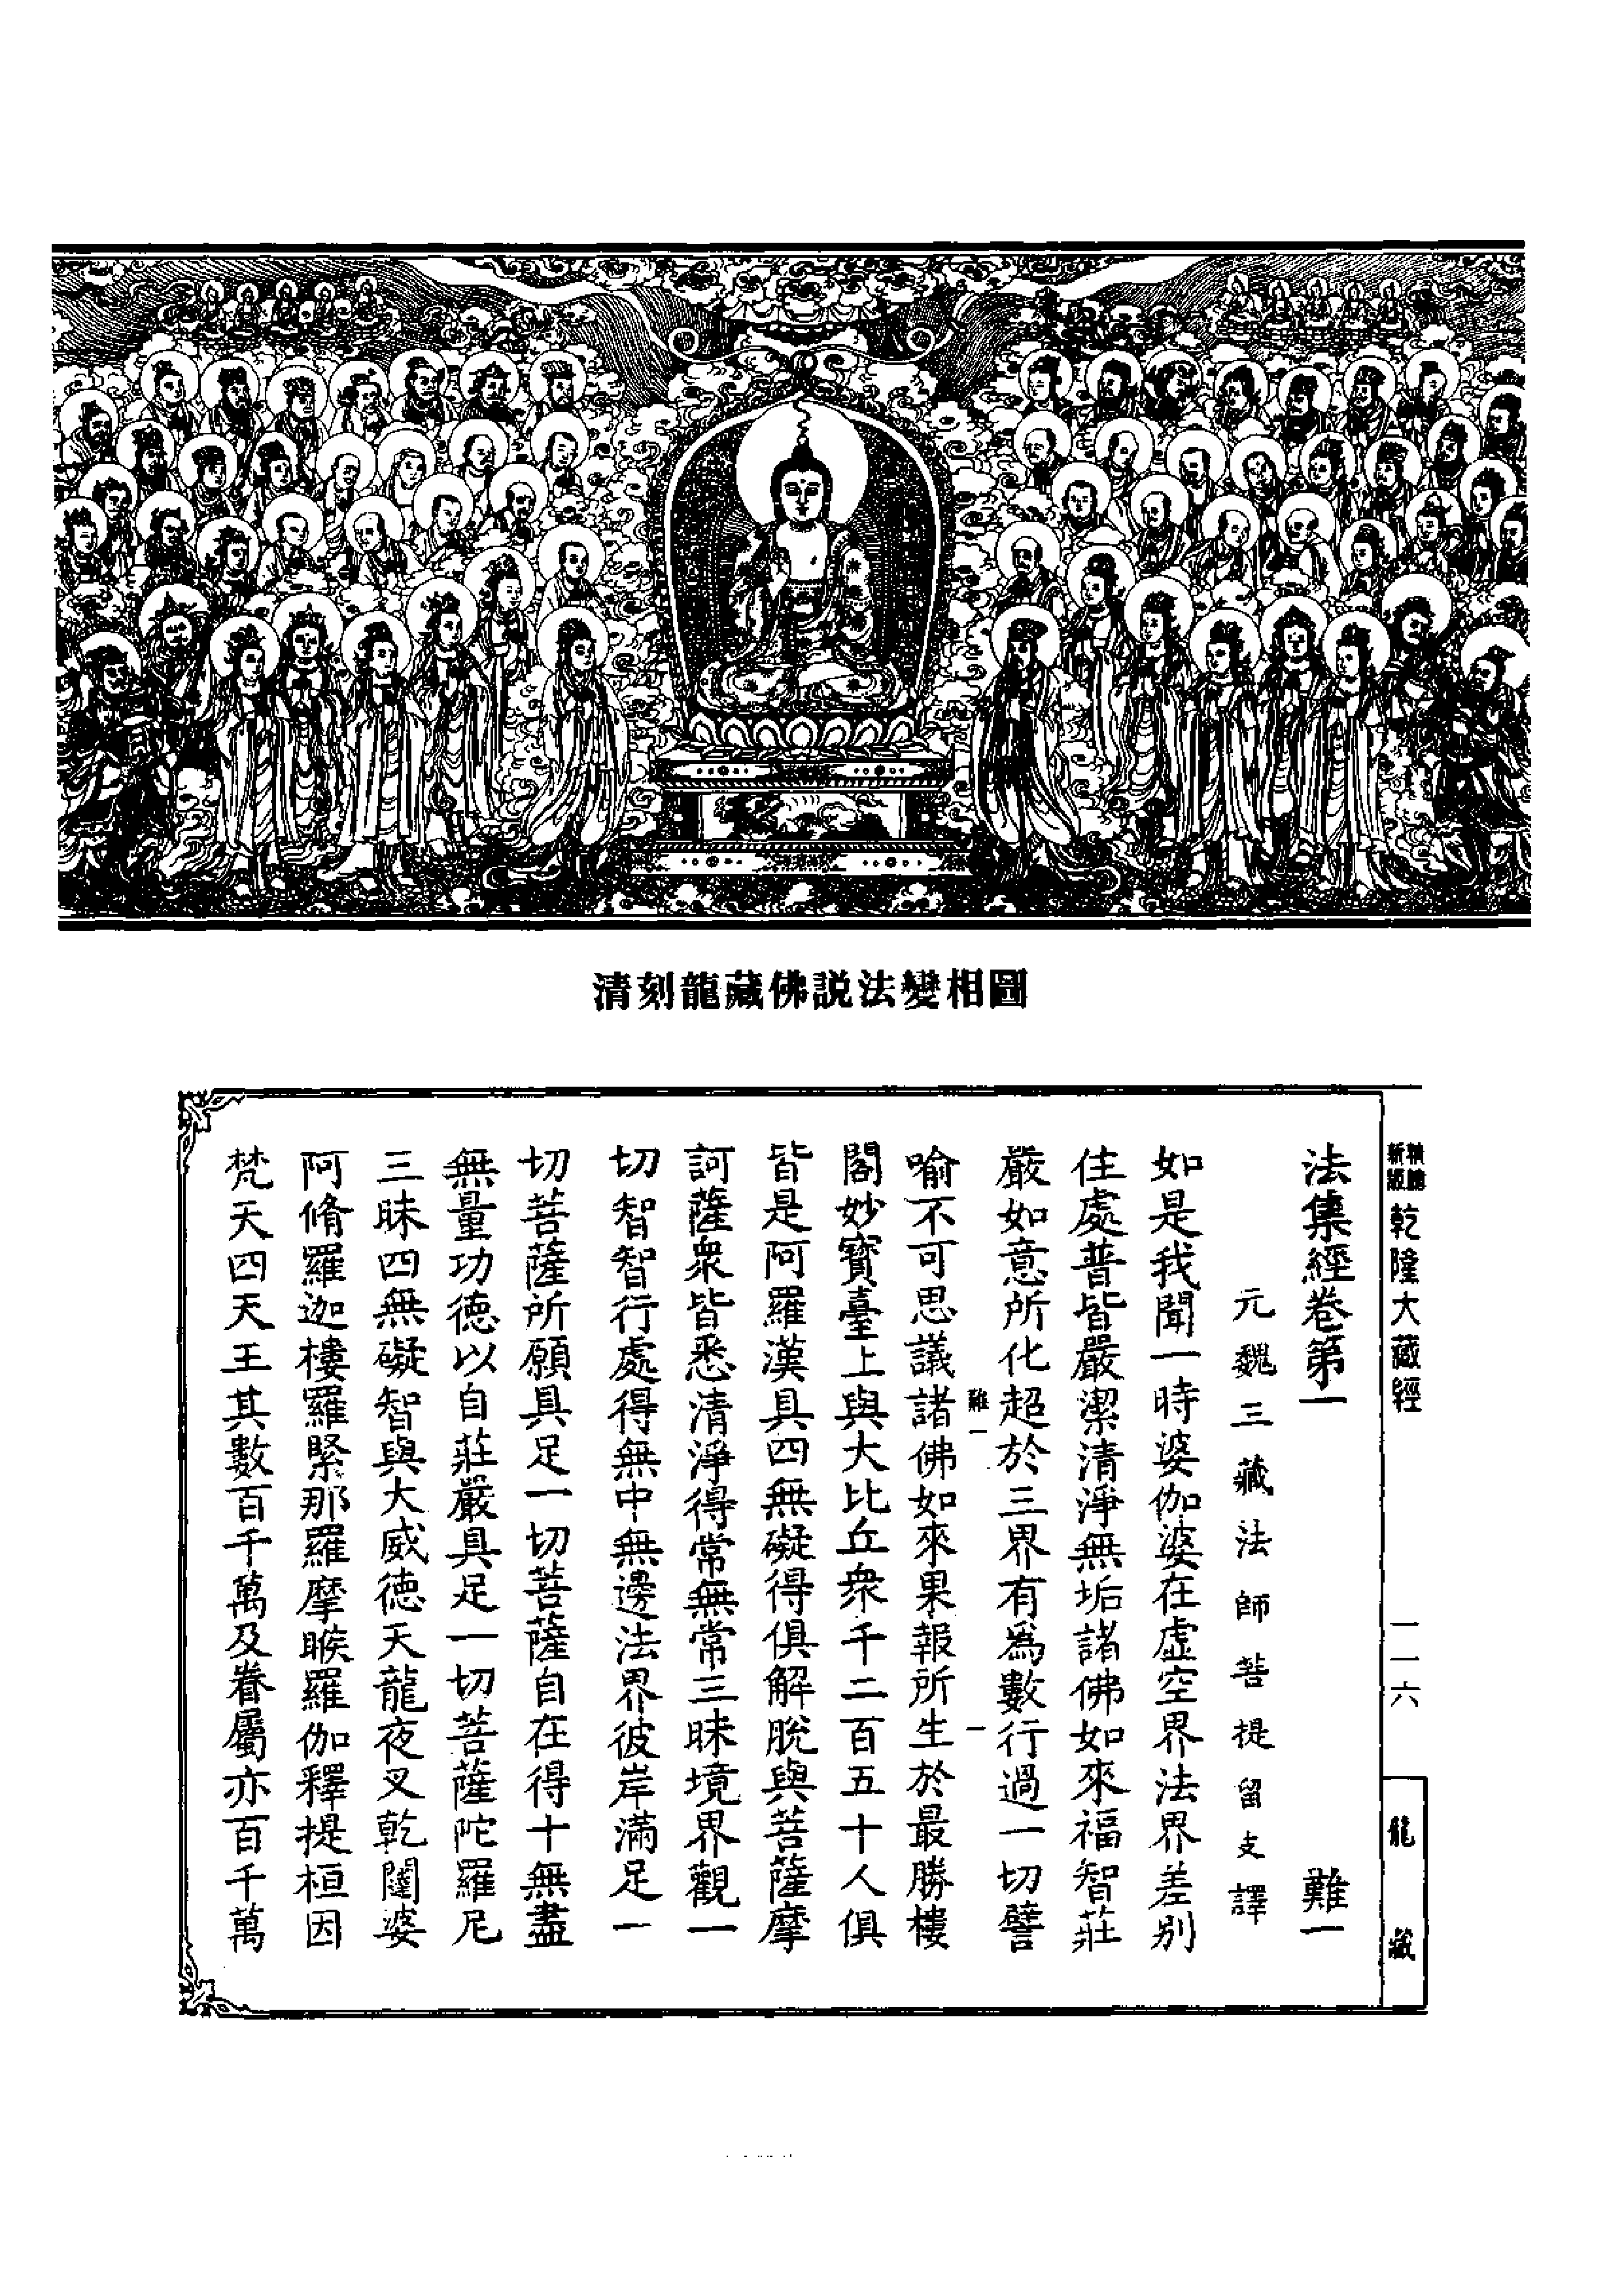 清刻龍藏佛説法變相圖
新版
乾隆大藏經
一一六
龍藏
法集經卷第一
難一
元魏三藏法師菩提留支譯
如是我聞一時婆伽婆在虛空界法界差別
住處普皆嚴潔清淨無垢諸佛如來福智莊
嚴如意所化超於三界有為數行過一切譬
難一
一
喻不可思議諸佛如來果報所生於最勝樓
閣妙寶臺上與大比丘衆千二百五十人俱
皆是阿羅漢具四無礙得俱解脫與菩薩摩
訶薩衆皆悉清淨得常無常三昧境界觀一
切智智行處得無中無邊法界彼岸滿足一
切菩薩所願具足一切菩薩自在得十無盡
無量功德以自莊嚴具足一切菩薩陀羅尼
三昧四無礙智與大威德天龍夜叉乾闥婆
阿脩羅迦樓羅緊那羅摩睺羅伽釋提桓因
梵天四天王其數百千萬及眷屬亦百千萬